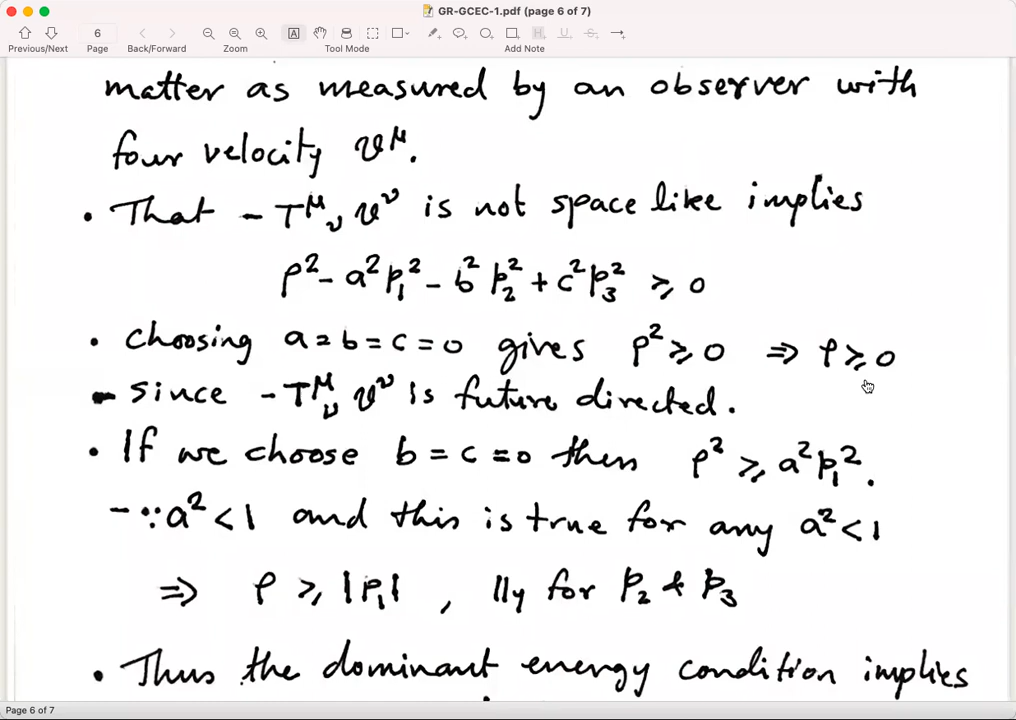 GR-GCEC-1.pdf (page 6 of 7)
6
Previous/Next Page Back/Forward Zoom Tool Mode Add Note
matter as measured by an observer with
four velocity v^μ.
• That - T^μ_ν v^ν is not space like implies
ρ² - a²p₁² - b²p₂² + c²p₃² ⩾ 0
• choosing a = b = c = 0 gives ρ² ⩾ 0 ⇒ ρ ⩾ 0
- since - T^μ_ν v^ν is future directed.
• If we choose b = c = 0 then ρ² ⩾ a²p₁².
- ∵ a² < 1 and this is true for any a² < 1
⇒ ρ ⩾ |p₁| , lly for p₂ & p₃
• Thus the dominant energy condition implies
Page 6 of 7